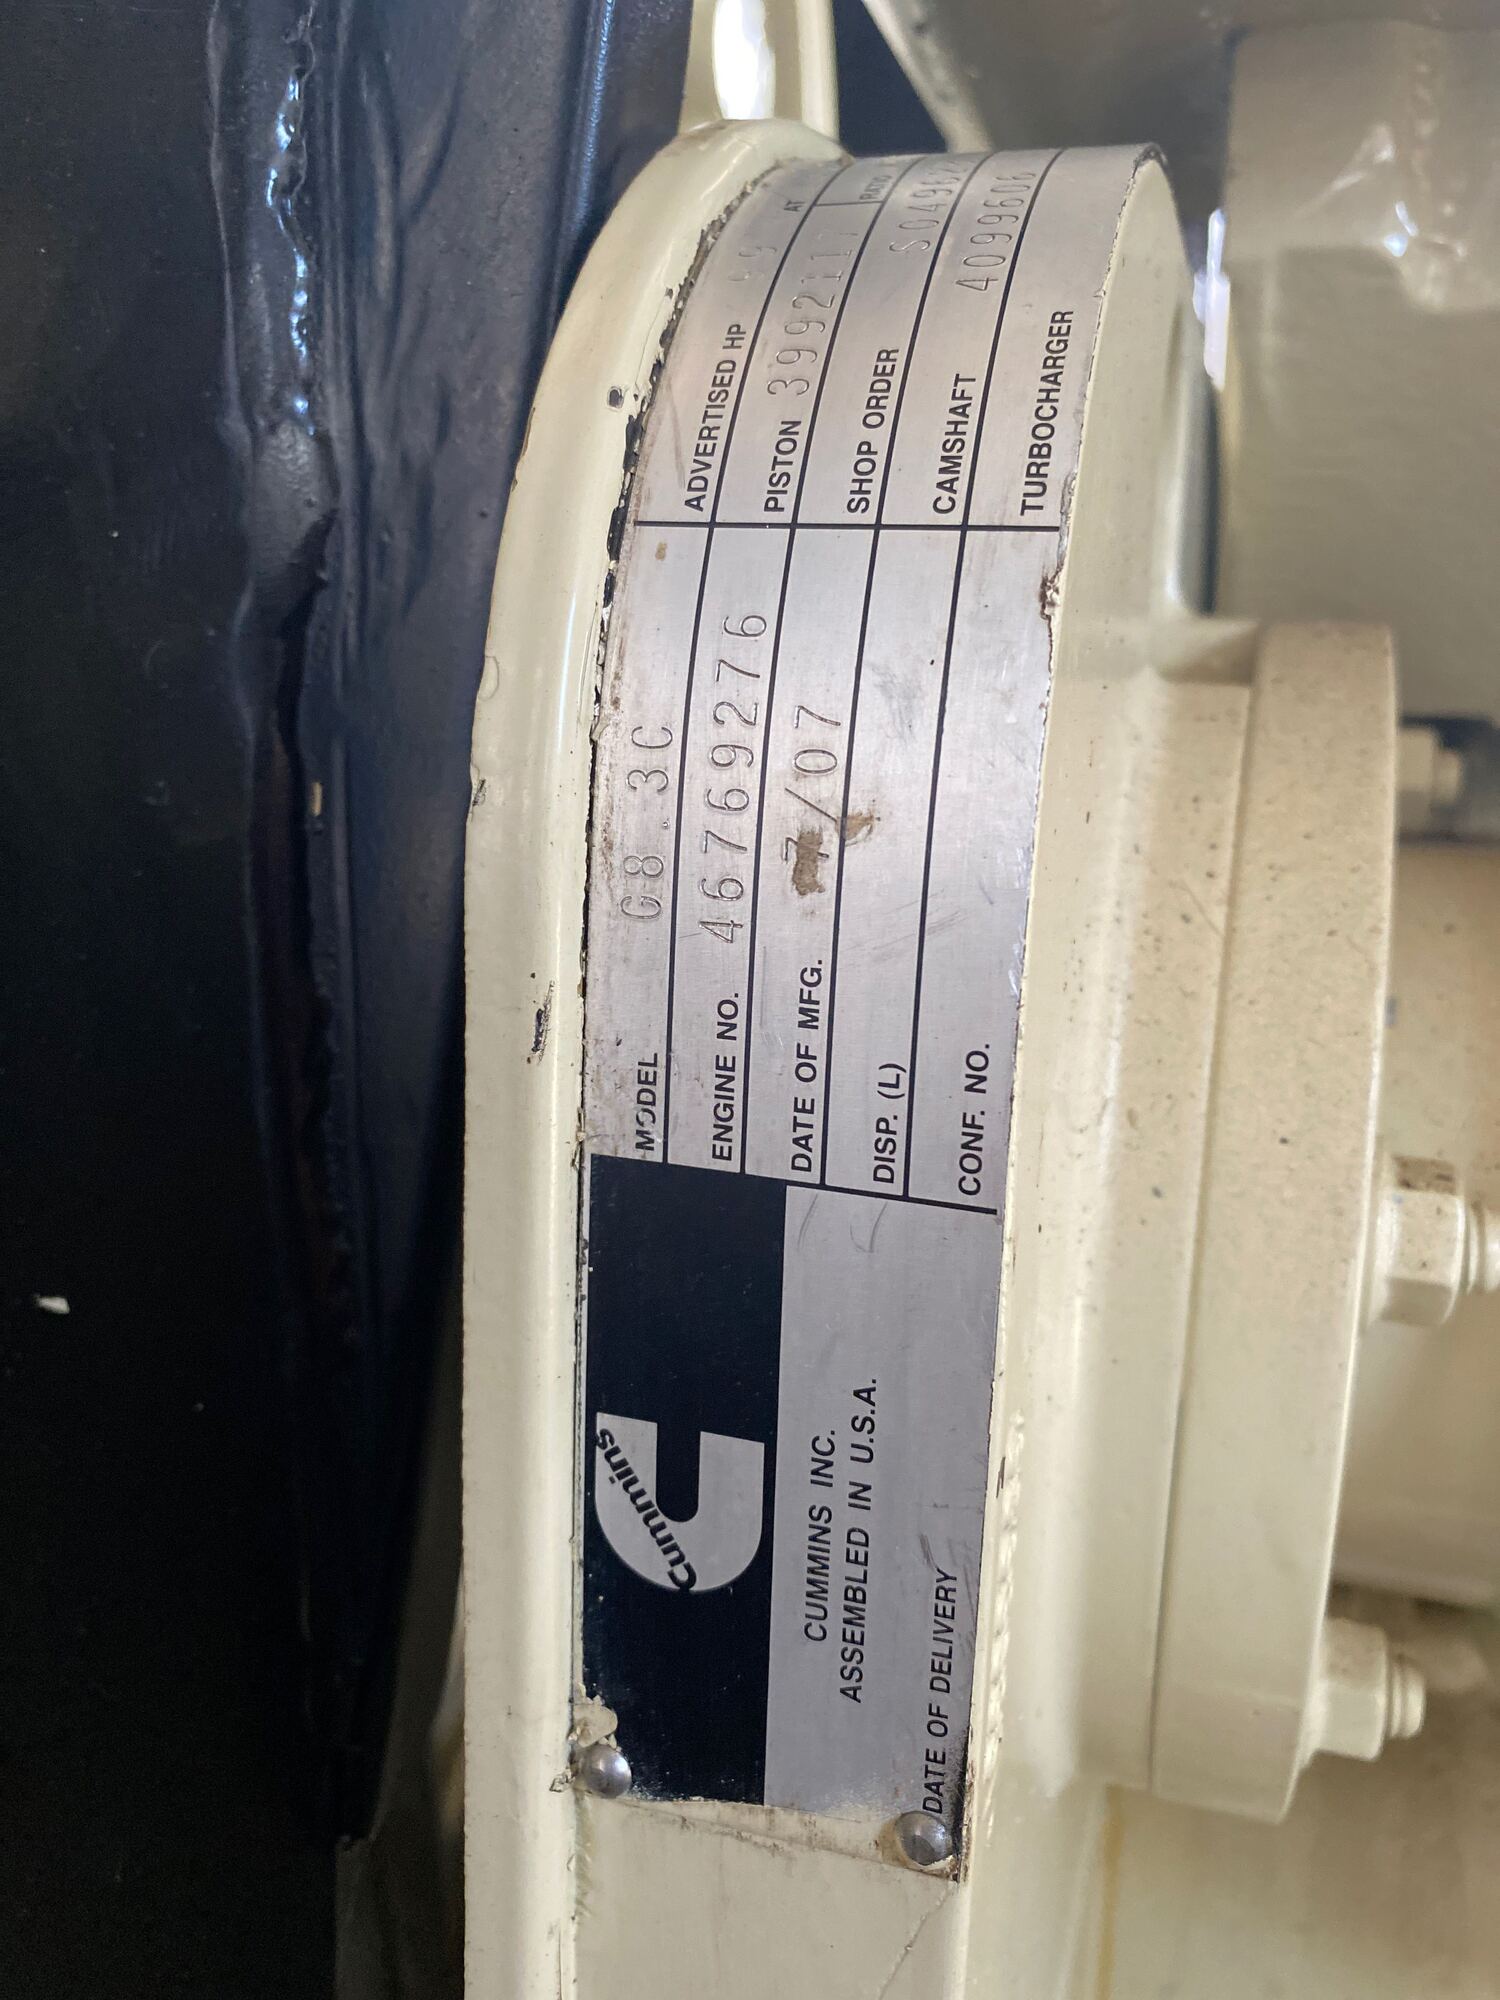 Cummins
CUMMINS INC.
ASSEMBLED IN U.S.A.
DATE OF DELIVERY
MODEL G8.3C
ENGINE NO. 46769276
DATE OF MFG. 7/07
DISP. (L)
CONF. NO.
ADVERTISED HP AT
PISTON 3992117 RATIO
SHOP ORDER
CAMSHAFT 4099606
TURBOCHARGER